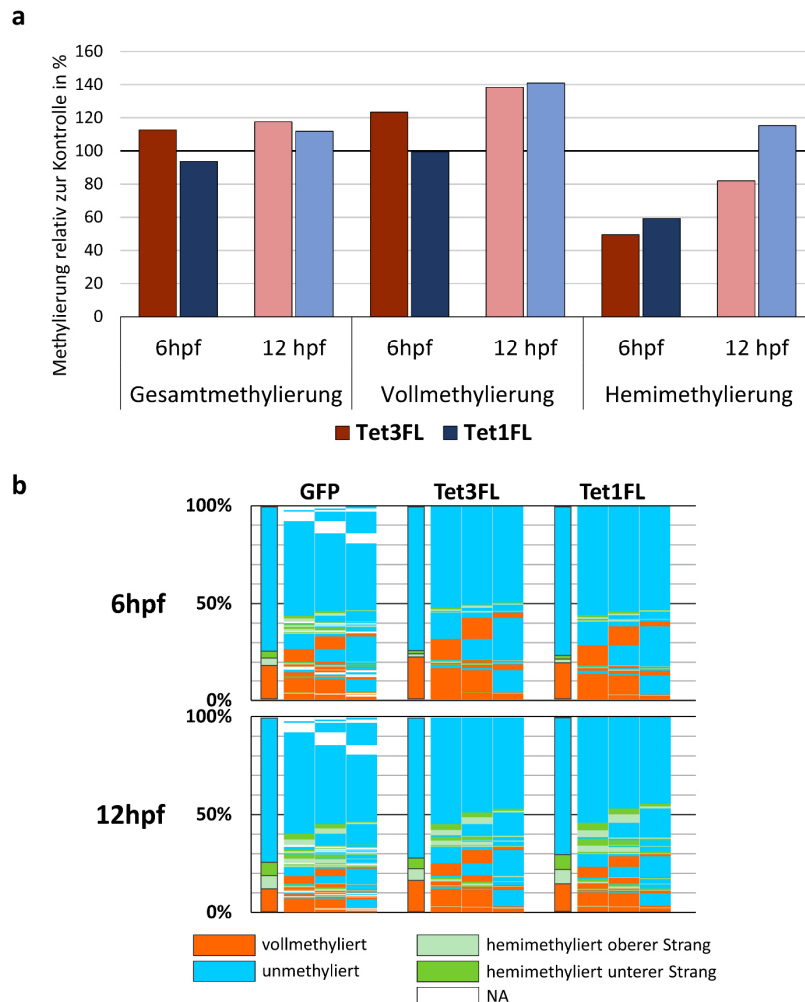 a
Methylierung relativ zur Kontrolle in %
160
140
120
100
80
60
40
20
0
6hpf 12 hpf 6hpf 12 hpf 6hpf 12 hpf
Gesamtmethylierung Vollmethylierung Hemimethylierung
Tet3FL Tet1FL
b
GFP Tet3FL Tet1FL
100%
6hpf
50%
0%
100%
12hpf
50%
0%
vollmethyliert hemimethyliert oberer Strang
unmethyliert hemimethyliert unterer Strang
NA